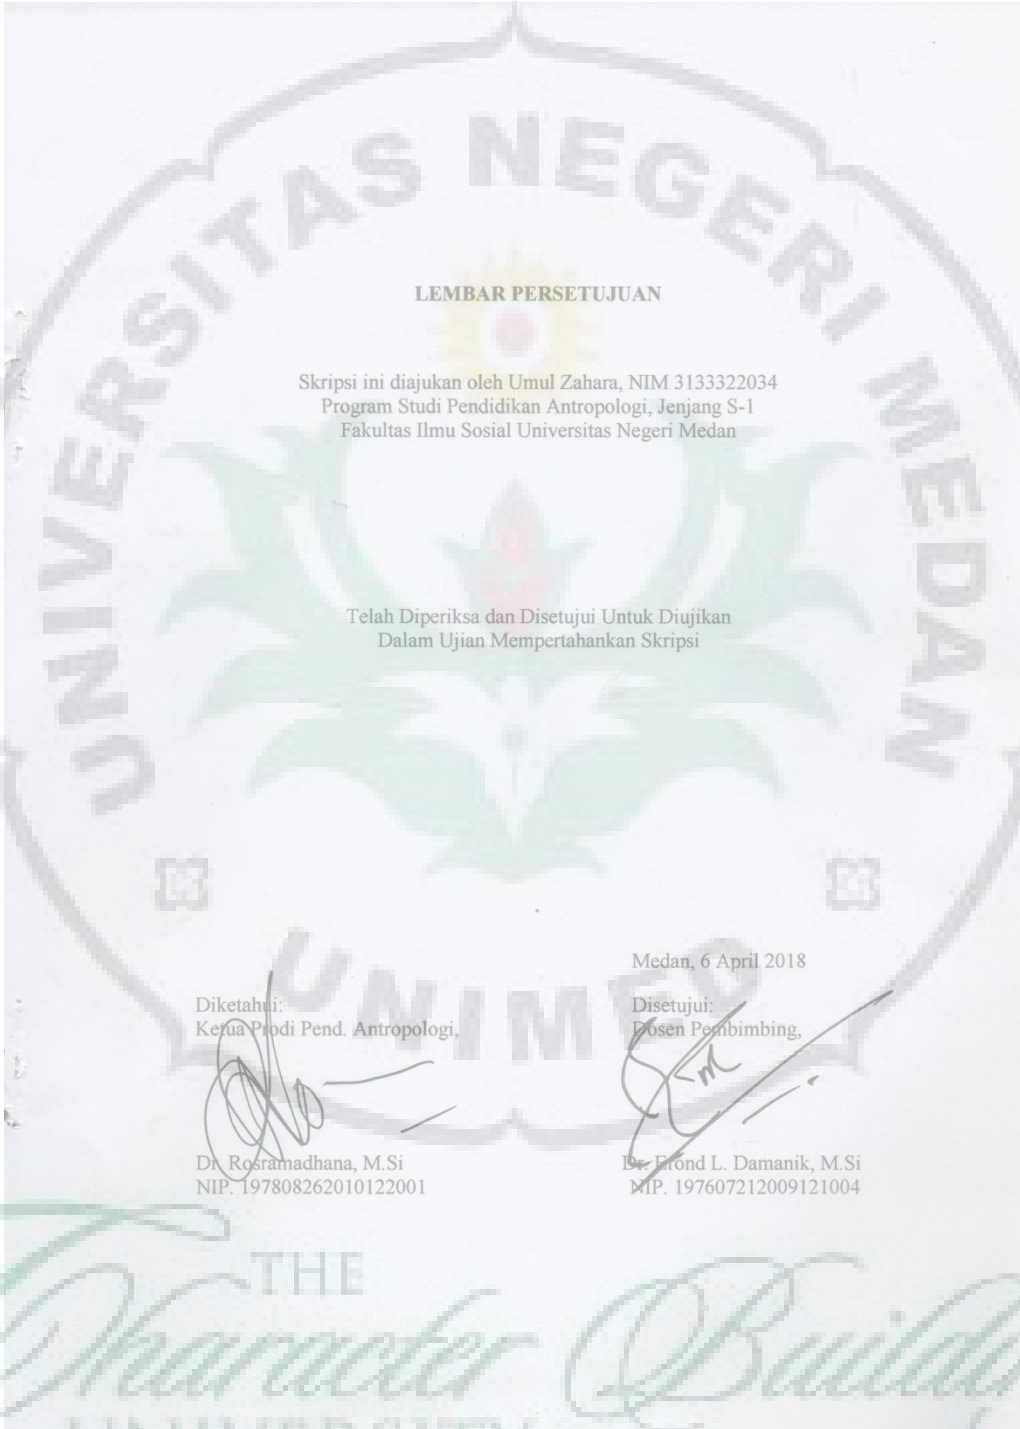 UNIVERSITAS NEGERI MEDAN
LEMBAR PERSETUJUAN
Skripsi ini diajukan oleh Umul Zahara, NIM 3133322034
Program Studi Pendidikan Antropologi, Jenjang S-1
Fakultas Ilmu Sosial Universitas Negeri Medan
Telah Diperiksa dan Disetujui Untuk Diujikan
Dalam Ujian Mempertahankan Skripsi
UNIMED
Medan, 6 April 2018
Diketahui:
Ketua Prodi Pend. Antropologi,
Dr. Rosramadhana, M.Si
NIP. 197808262010122001
Disetujui:
Dosen Pembimbing,
Dr. Erond L. Damanik, M.Si
NIP. 197607212009121004
THE
Character Buildin
UNIVERSITY